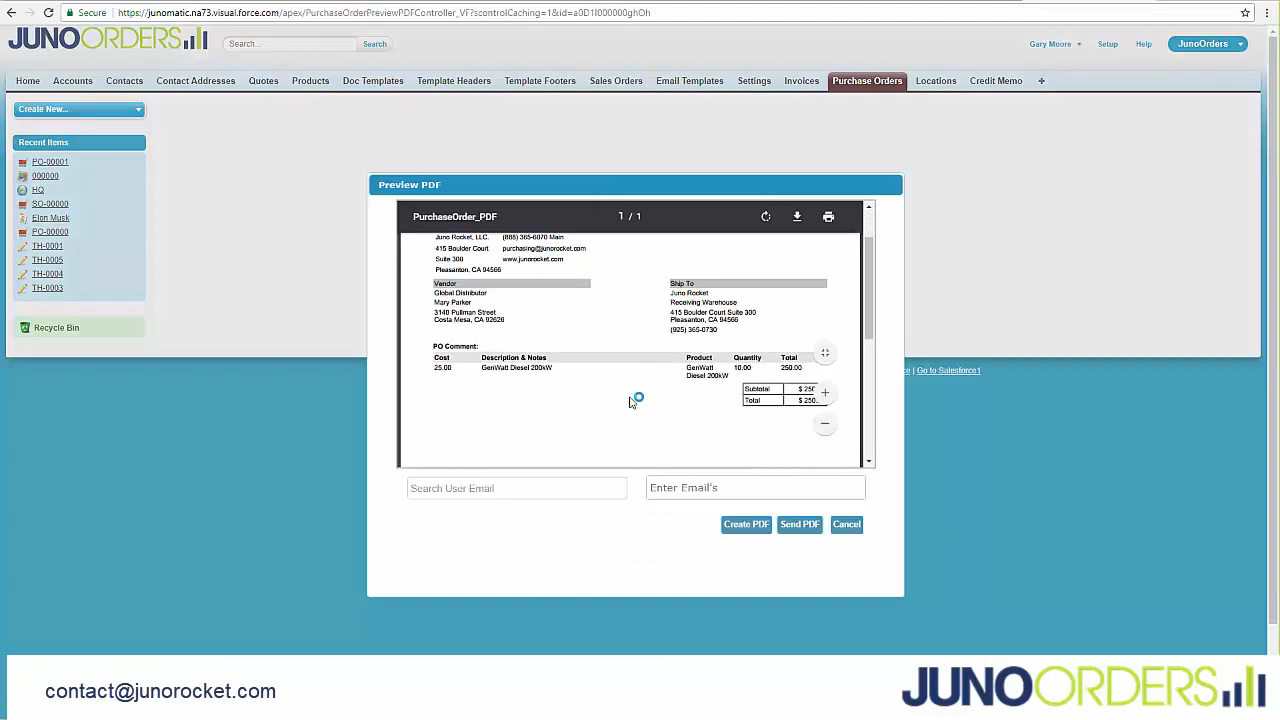 Secure
https://junomatic.na73.visual.force.com/apex/PurchaseOrderPreviewPDFController_VF?scontrolCaching=1&id=a0D1I000000ghOh
JUNOORDERS
Search...
Search
Gary Moore
Setup
Help
JunoOrders
Home Accounts Contacts Contact Addresses Quotes Products Doc Templates Template Headers Template Footers Sales Orders Email Templates Settings Invoices Purchase Orders Locations Credit Memo +
Create New...
Recent Items
PO-00001
000000
HQ
SO-00000
Elon Musk
PO-00000
TH-0001
TH-0005
TH-0004
TH-0003
Recycle Bin
Preview PDF
PurchaseOrder_PDF 1 / 1
Juno Rocket, LLC. (888) 365-6070 Main
415 Boulder Court purchasing@junorocket.com
Suite 300 www.junorocket.com
Pleasanton, CA 94566
Vendor
Global Distributor
Mary Parker
3140 Pullman Street
Costa Mesa, CA 92626
Ship To
Juno Rocket
Receiving Warehouse
415 Boulder Court Suite 300
Pleasanton, CA 94566
(925) 365-0730
PO Comment:
Cost Description & Notes Product Quantity Total
25.00 GenWatt Diesel 200kW GenWatt 10.00 250.00
Diesel 200kW
Subtotal $ 250
Total $ 250.
Search User Email
Enter Email's
Create PDF Send PDF Cancel
| Go to Salesforce1
contact@junorocket.com
JUNOORDERS